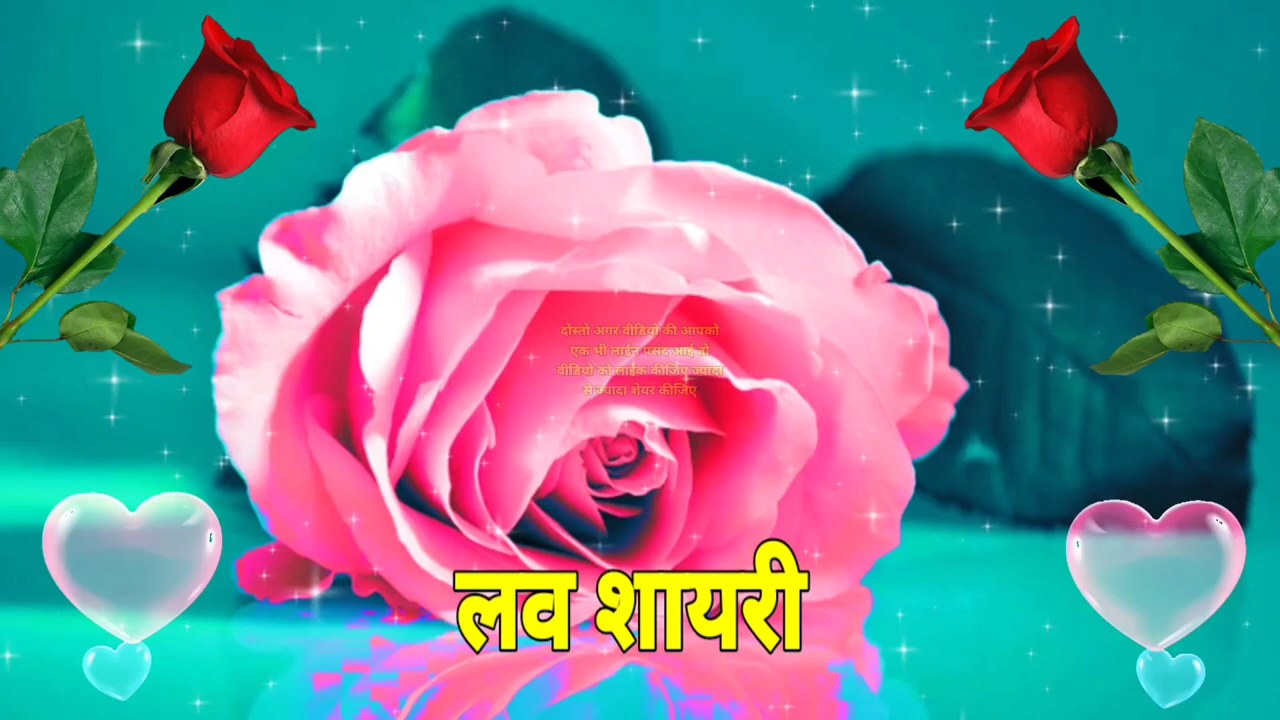 दोस्तो अगर वीडियो की आपको
एक भी लाईन पसंद आई तो
वीडियो को लाईक कीजिए ज्यादा
से ज्यादा शेयर कीजिए
लव शायरी